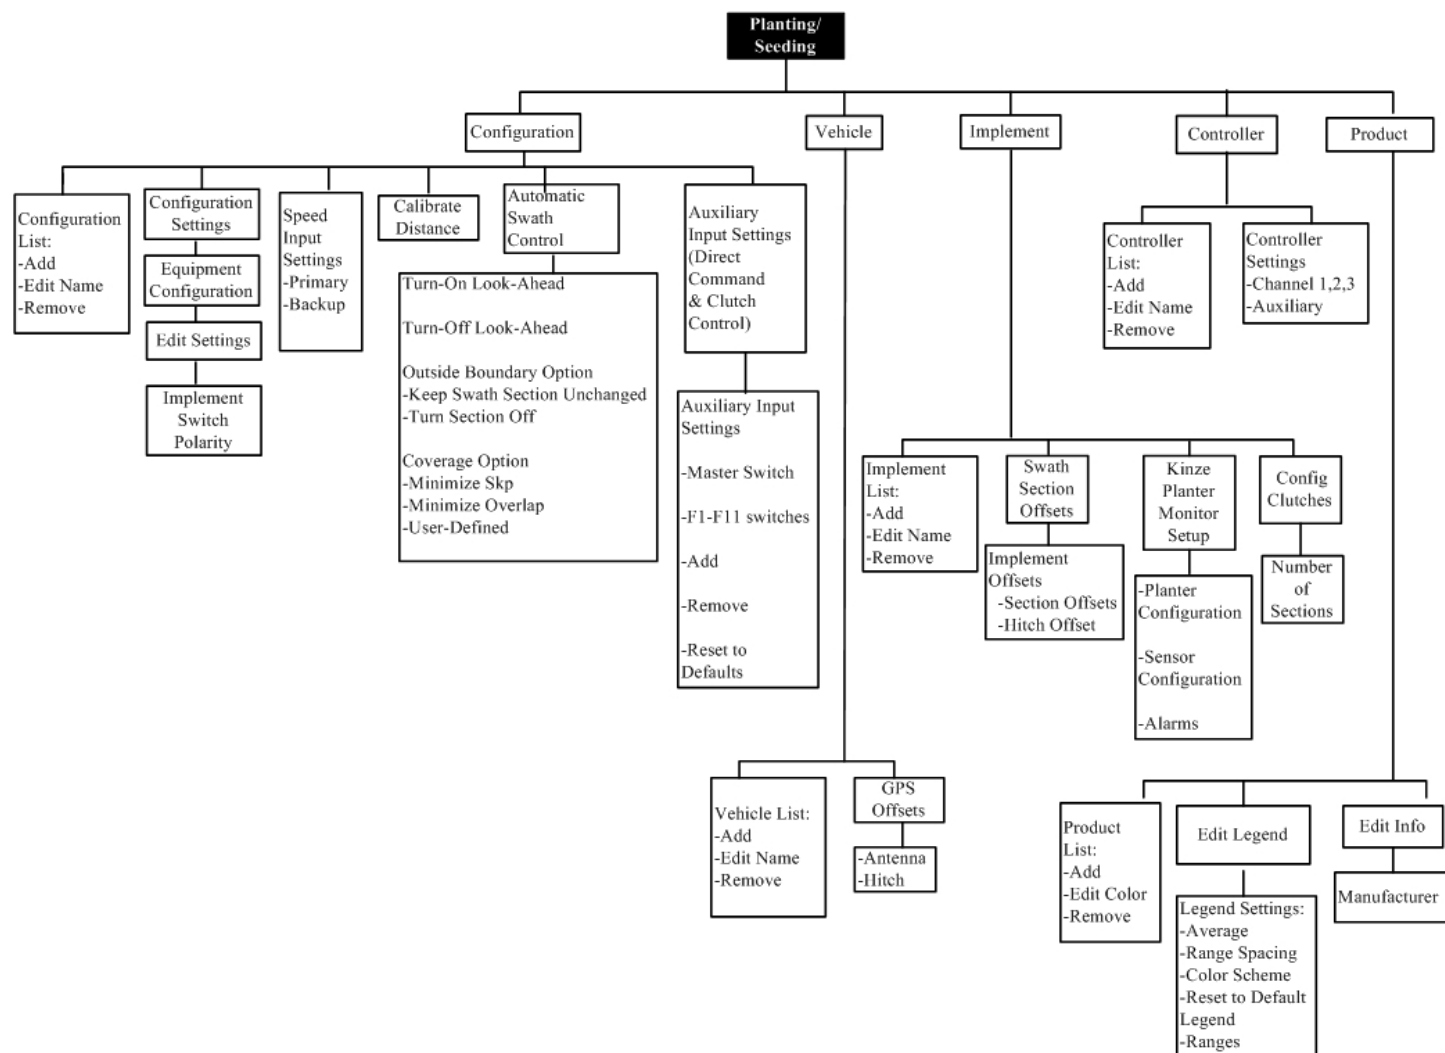 Planting/
Seeding
Configuration
Vehicle
Implement
Controller
Product
Configuration
List:
-Add
-Edit Name
-Remove
Configuration
Settings
Equipment
Configuration
Edit Settings
Implement
Switch
Polarity
Speed
Input
Settings
-Primary
-Backup
Calibrate
Distance
Automatic
Swath
Control
Turn-On Look-Ahead
Turn-Off Look-Ahead
Outside Boundary Option
-Keep Swath Section Unchanged
-Turn Section Off
Coverage Option
-Minimize Skp
-Minimize Overlap
-User-Defined
Auxiliary
Input Settings
(Direct
Command
& Clutch
Control)
Auxiliary Input
Settings
-Master Switch
-F1-F11 switches
-Add
-Remove
-Reset to
Defaults
Vehicle List:
-Add
-Edit Name
-Remove
GPS
Offsets
-Antenna
-Hitch
Implement
List:
-Add
-Edit Name
-Remove
Swath
Section
Offsets
Implement
Offsets
-Section Offsets
-Hitch Offset
Kinze
Planter
Monitor
Setup
-Planter
Configuration
-Sensor
Configuration
-Alarms
Config
Clutches
Number
of
Sections
Controller
List:
-Add
-Edit Name
-Remove
Controller
Settings
-Channel 1,2,3
-Auxiliary
Product
List:
-Add
-Edit Color
-Remove
Edit Legend
Legend Settings:
-Average
-Range Spacing
-Color Scheme
-Reset to Default
Legend
-Ranges
Edit Info
Manufacturer